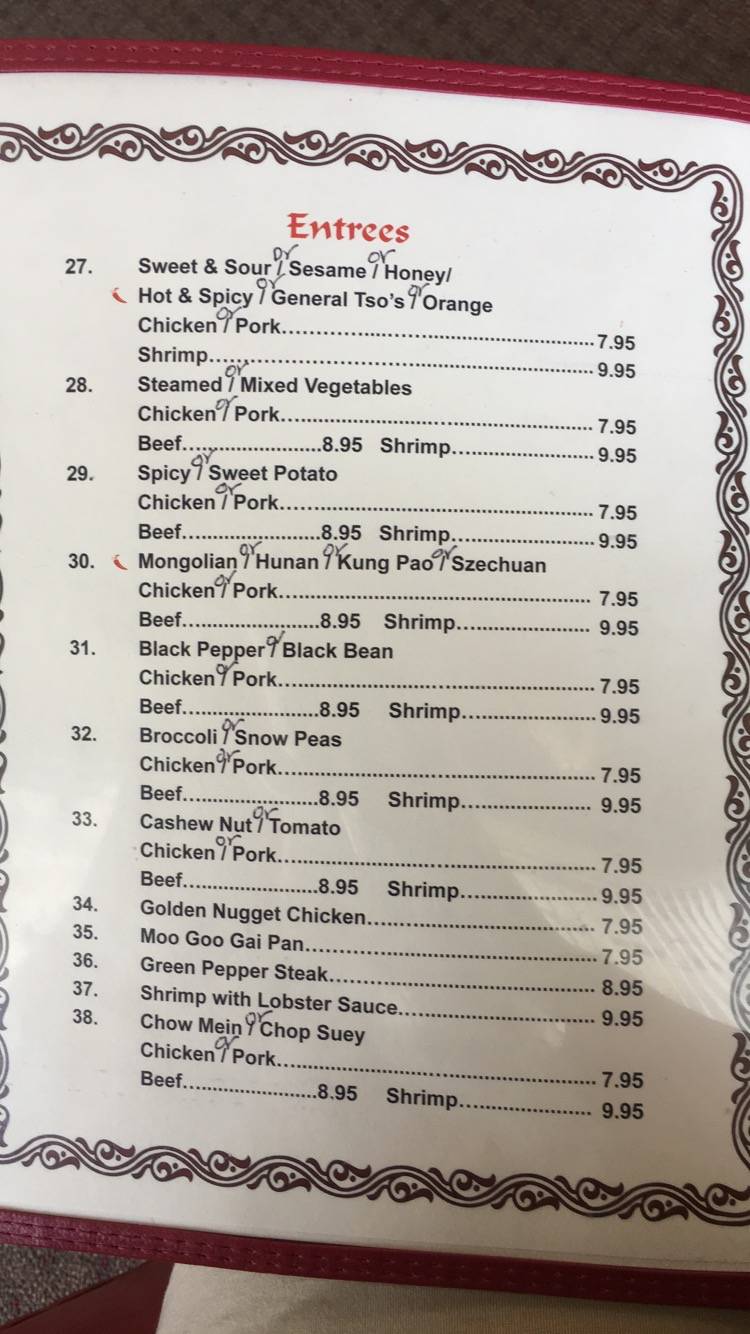 Entrees
27. Sweet & Sour or / Sesame or / Honey/
Hot & Spicy or / General Tso's or / Orange
Chicken or / Pork.......... 7.95
Shrimp.......... 9.95
28. Steamed or / Mixed Vegetables
Chicken or / Pork.......... 7.95
Beef..........8.95 Shrimp.......... 9.95
29. Spicy or / Sweet Potato
Chicken or / Pork.......... 7.95
Beef..........8.95 Shrimp.......... 9.95
30. Mongolian or / Hunan or / Kung Pao or / Szechuan
Chicken or / Pork.......... 7.95
Beef..........8.95 Shrimp.......... 9.95
31. Black Pepper or / Black Bean
Chicken or / Pork.......... 7.95
Beef..........8.95 Shrimp.......... 9.95
32. Broccoli or / Snow Peas
Chicken or / Pork.......... 7.95
Beef..........8.95 Shrimp.......... 9.95
33. Cashew Nut or / Tomato
Chicken or / Pork.......... 7.95
Beef..........8.95 Shrimp.......... 9.95
34. Golden Nugget Chicken.......... 7.95
35. Moo Goo Gai Pan.......... 7.95
36. Green Pepper Steak.......... 8.95
37. Shrimp with Lobster Sauce.......... 9.95
38. Chow Mein or / Chop Suey
Chicken or / Pork.......... 7.95
Beef..........8.95 Shrimp.......... 9.95